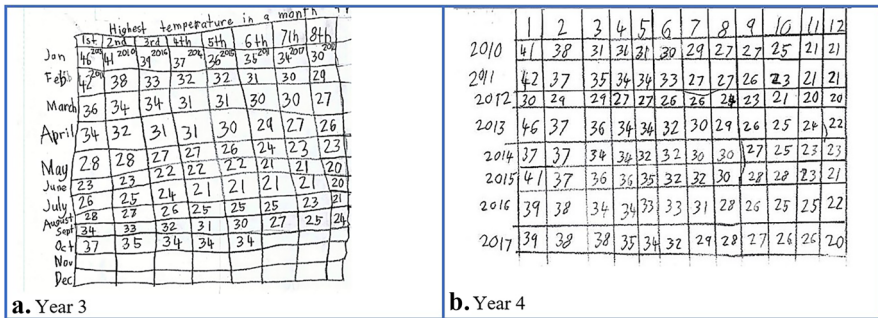 Highest temperature in a month
1st 2nd 3rd 4th 5th 6th 7th 8th
Jan 46 41 2010 39 2016 37 36 35 34 2017 30
Feb 42 38 33 32 32 31 30 29
March 36 34 34 31 31 30 30 27
April 34 32 31 31 30 29 27 26
May 28 28 27 27 26 24 23 23
June 23 23 22 22 22 21 21 20
July 26 25 24 21 21 21 21 20
August 28 27 26 25 25 25 23 21
Sept 34 33 32 31 30 27 25 24
Oct 37 35 34 34 34
Nov
Dec
a. Year 3
1 2 3 4 5 6 7 8 9 10 11 12
2010 41 38 31 31 31 30 29 27 27 25 21 21
2011 42 37 35 34 34 33 27 27 26 23 21 21
2012 30 29 29 27 27 26 26 24 23 21 20 20
2013 46 37 36 34 34 32 30 29 26 25 24 22
2014 37 37 34 34 32 32 30 30 27 25 23 23
2015 41 37 36 36 35 32 32 30 28 28 23 21
2016 39 38 34 34 33 33 31 28 26 25 25 22
2017 39 38 38 35 34 32 29 28 27 26 26 20
b. Year 4